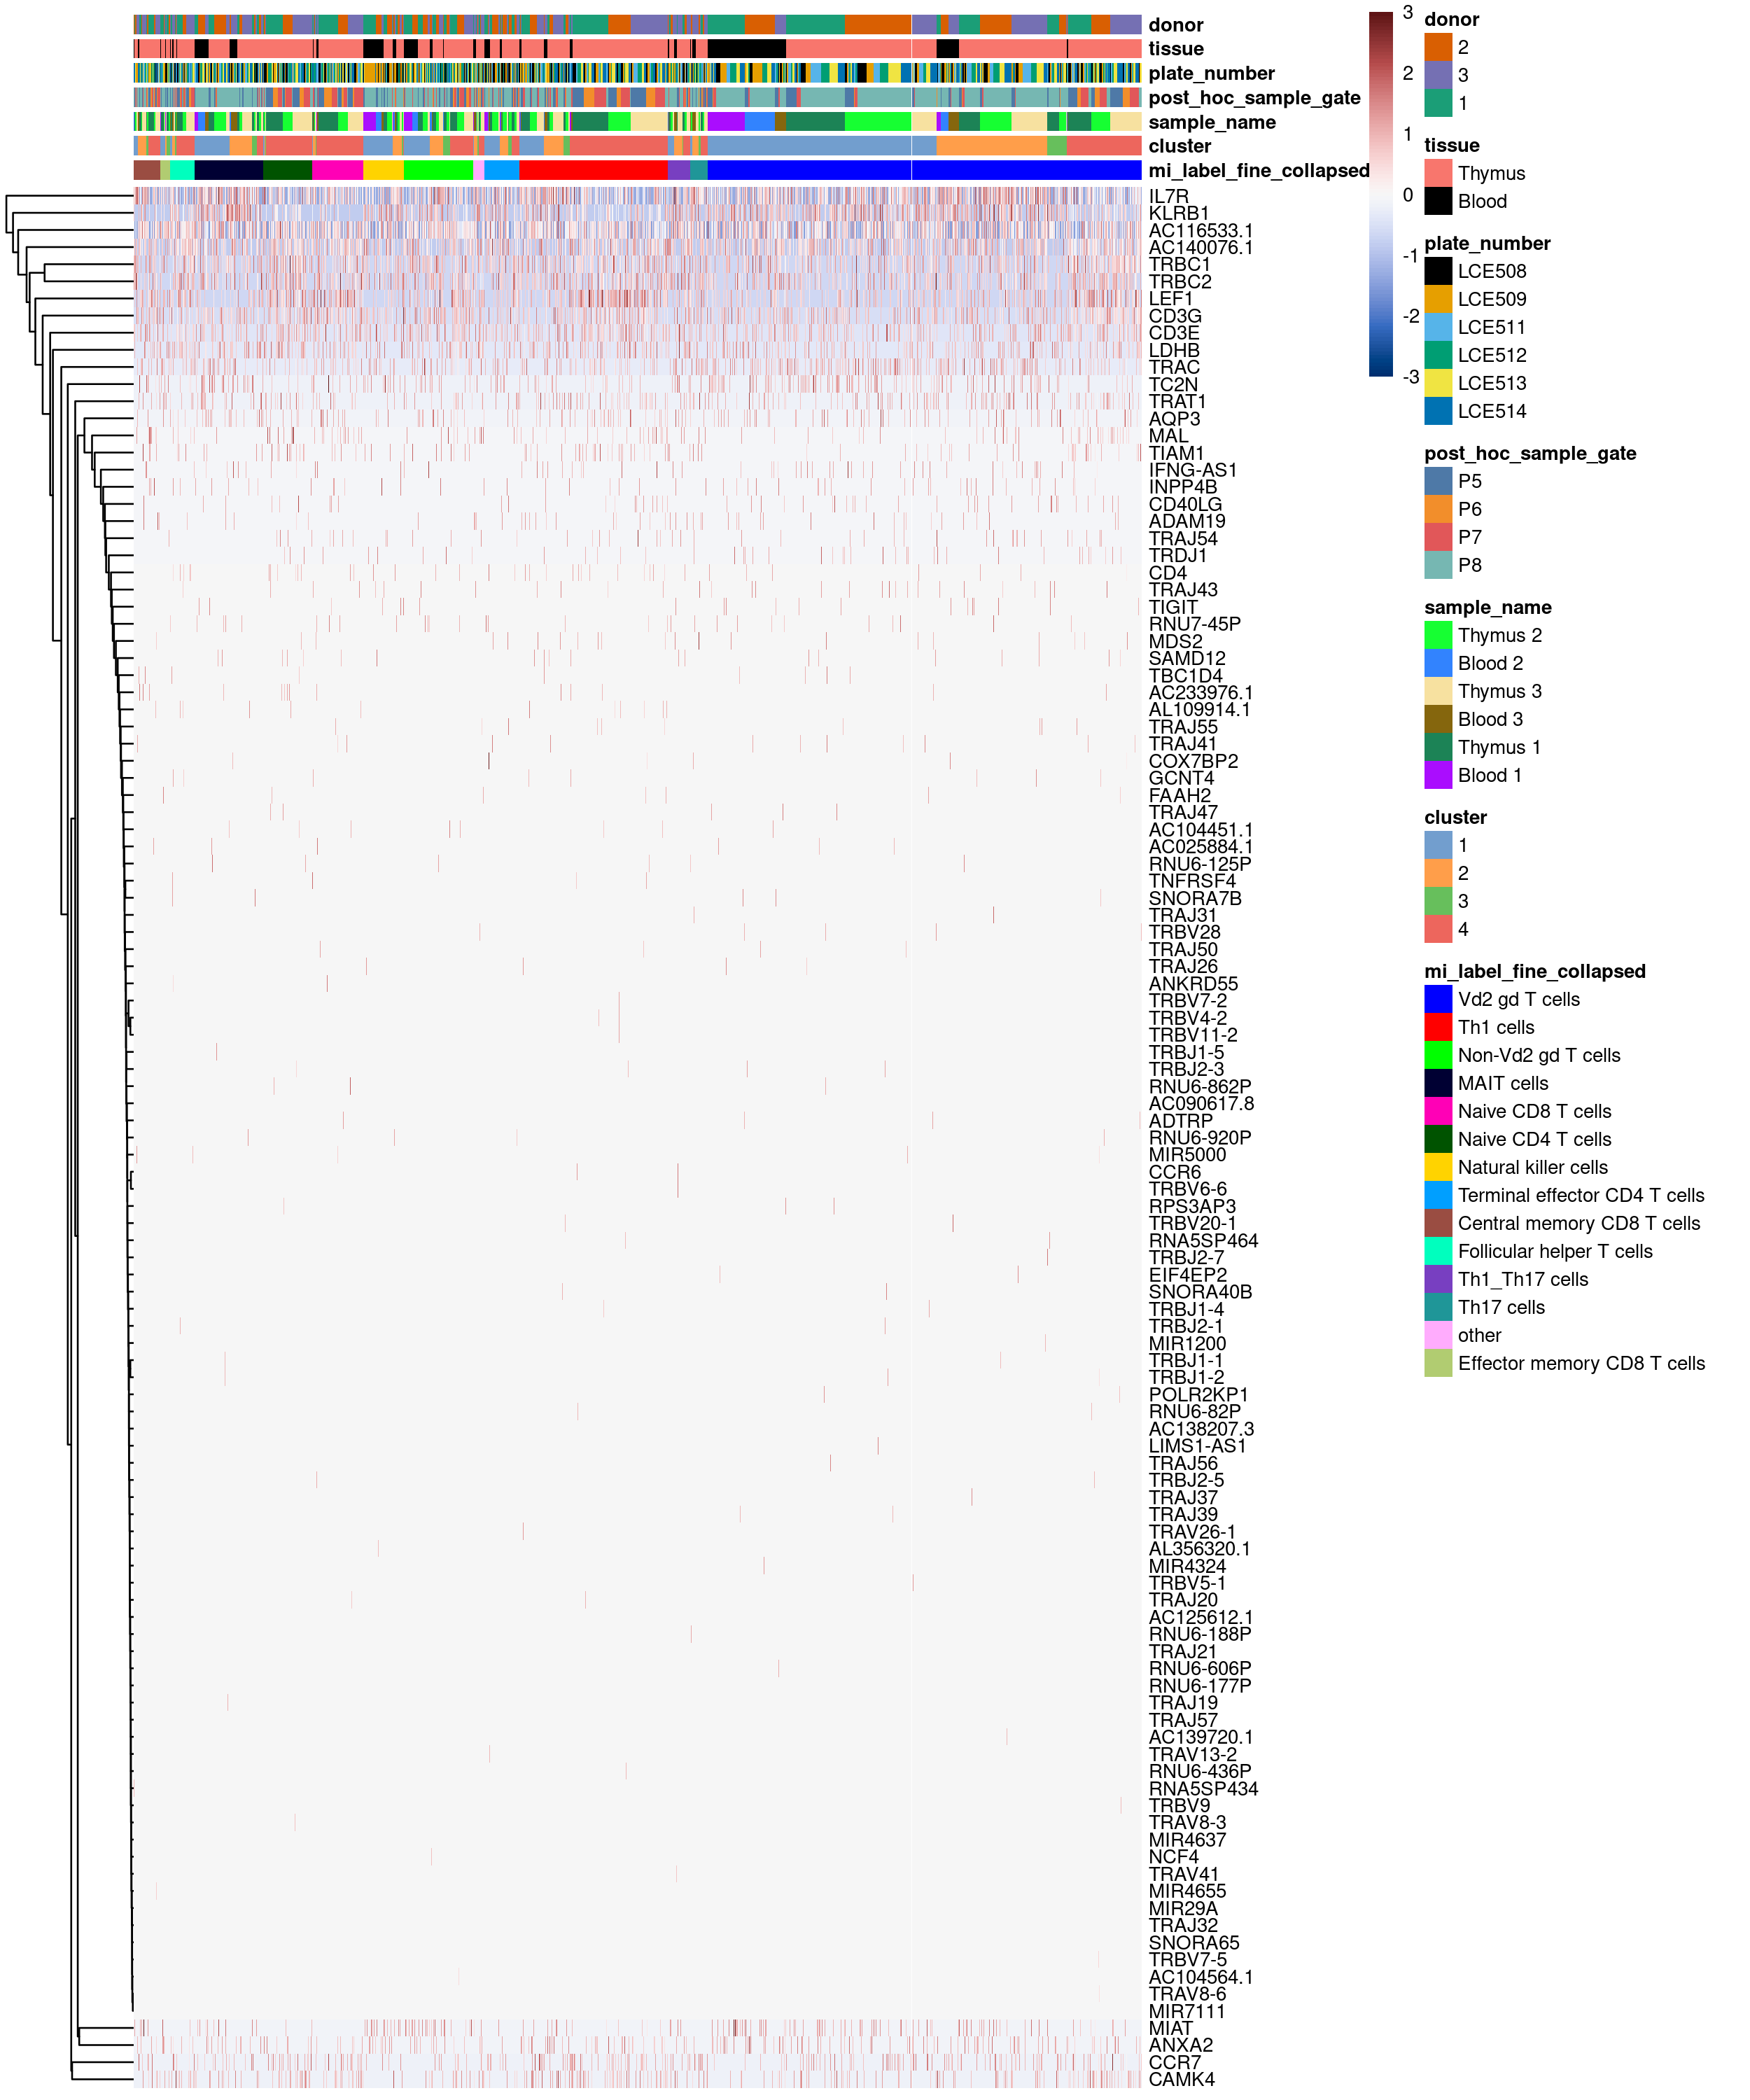 donor
tissue
plate_number
post_hoc_sample_gate
sample_name
cluster
mi_label_fine_collapsed
IL7R
KLRB1
AC116533.1
AC140076.1
TRBC1
TRBC2
LEF1
CD3G
CD3E
LDHB
TRAC
TC2N
TRAT1
AQP3
MAL
TIAM1
IFNG-AS1
INPP4B
CD40LG
ADAM19
TRAJ54
TRDJ1
CD4
TRAJ43
TIGIT
RNU7-45P
MDS2
SAMD12
TBC1D4
AC233976.1
AL109914.1
TRAJ55
TRAJ41
COX7BP2
GCNT4
FAAH2
TRAJ47
AC104451.1
AC025884.1
RNU6-125P
TNFRSF4
SNORA7B
TRAJ31
TRBV28
TRAJ50
TRAJ26
ANKRD55
TRBV7-2
TRBV4-2
TRBV11-2
TRBJ1-5
TRBJ2-3
RNU6-862P
AC090617.8
ADTRP
RNU6-920P
MIR5000
CCR6
TRBV6-6
RPS3AP3
TRBV20-1
RNA5SP464
TRBJ2-7
EIF4EP2
SNORA40B
TRBJ1-4
TRBJ2-1
MIR1200
TRBJ1-1
TRBJ1-2
POLR2KP1
RNU6-82P
AC138207.3
LIMS1-AS1
TRAJ56
TRBJ2-5
TRAJ37
TRAJ39
TRAV26-1
AL356320.1
MIR4324
TRBV5-1
TRAJ20
AC125612.1
RNU6-188P
TRAJ21
RNU6-606P
RNU6-177P
TRAJ19
TRAJ57
AC139720.1
TRAV13-2
RNU6-436P
RNA5SP434
TRBV9
TRAV8-3
MIR4637
NCF4
TRAV41
MIR4655
MIR29A
TRAJ32
SNORA65
TRBV7-5
AC104564.1
TRAV8-6
MIR7111
MIAT
ANXA2
CCR7
CAMK4
3
2
1
0
-1
-2
-3
donor
2
3
1
tissue
Thymus
Blood
plate_number
LCE508
LCE509
LCE511
LCE512
LCE513
LCE514
post_hoc_sample_gate
P5
P6
P7
P8
sample_name
Thymus 2
Blood 2
Thymus 3
Blood 3
Thymus 1
Blood 1
cluster
1
2
3
4
mi_label_fine_collapsed
Vd2 gd T cells
Th1 cells
Non-Vd2 gd T cells
MAIT cells
Naive CD8 T cells
Naive CD4 T cells
Natural killer cells
Terminal effector CD4 T cells
Central memory CD8 T cells
Follicular helper T cells
Th1_Th17 cells
Th17 cells
other
Effector memory CD8 T cells